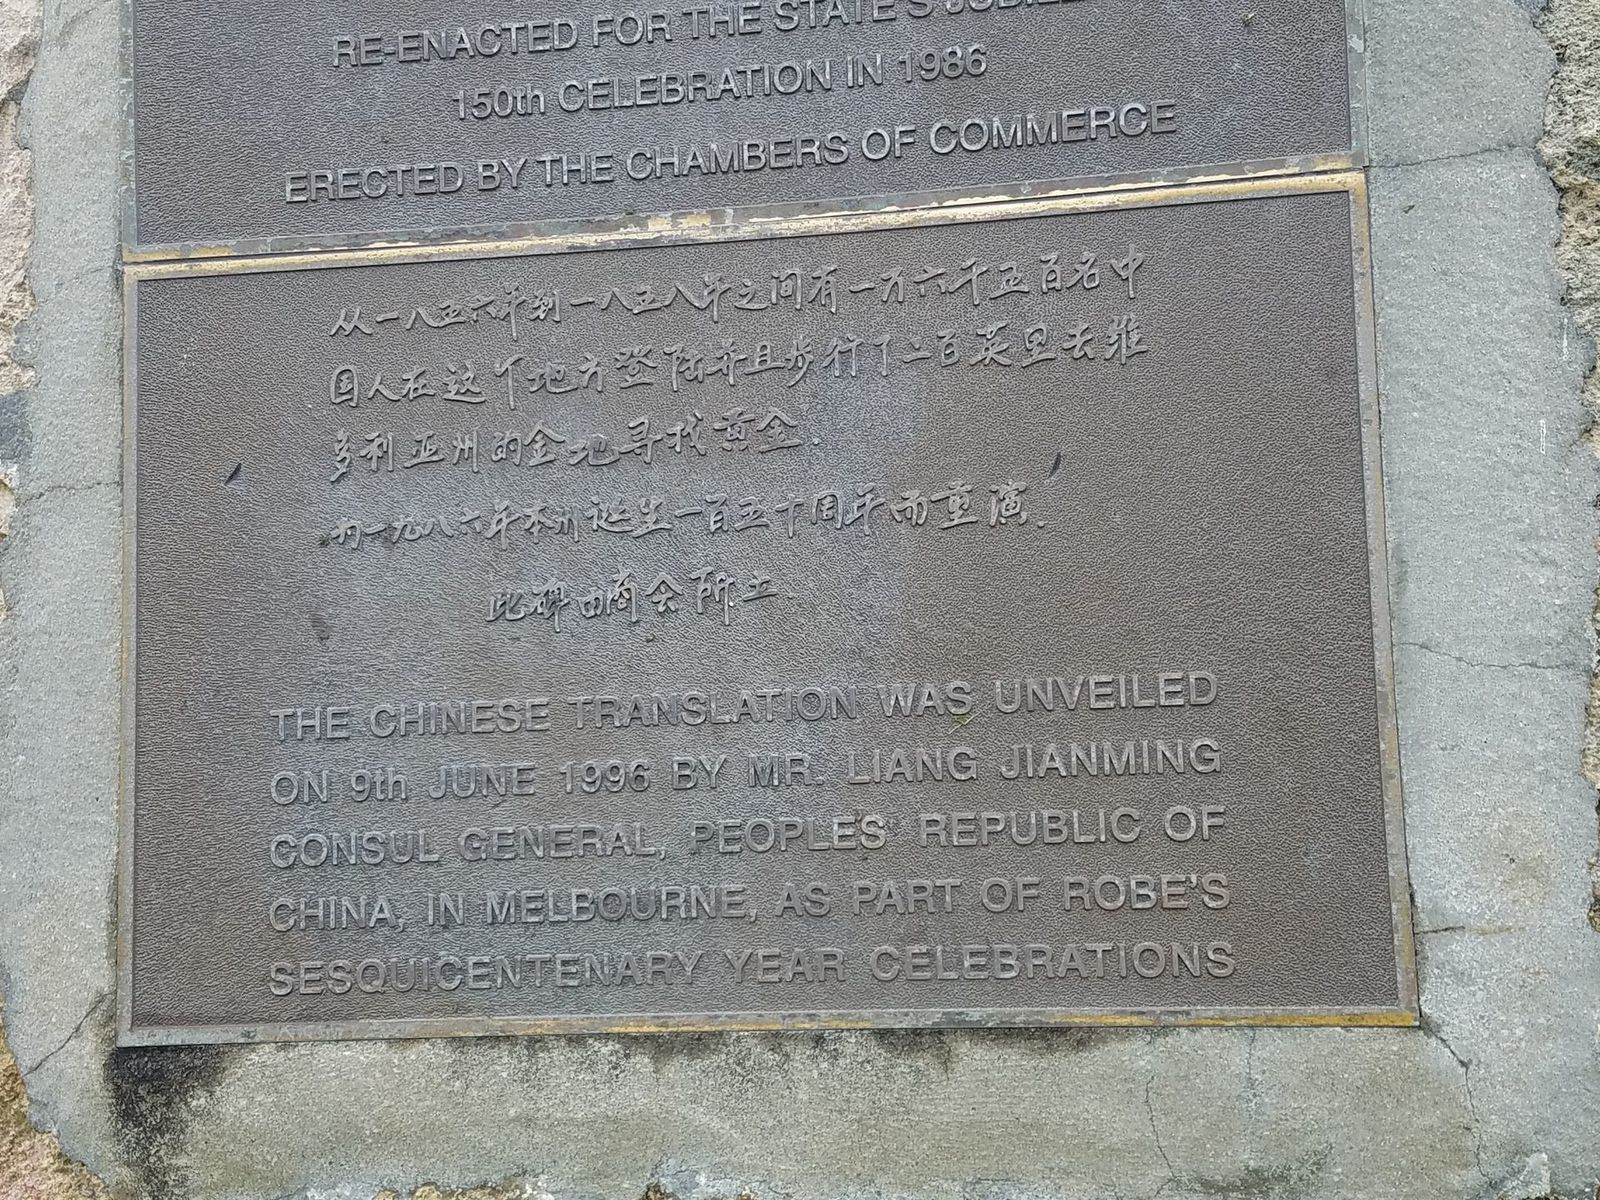 RE-ENACTED FOR THE STATE'S JUBILEE
150th CELEBRATION IN 1986
ERECTED BY THE CHAMBERS OF COMMERCE
从一八五六年到一八五八年之间有一万六千五百名中
国人在这个地方登陆并且步行了二百英里去维
多利亚州的金地寻找黄金.
为一九八六年本州诞生一百五十周年而重演.
此碑由商会所立.
THE CHINESE TRANSLATION WAS UNVEILED
ON 9th JUNE 1996 BY MR. LIANG JIANMING
CONSUL GENERAL, PEOPLES' REPUBLIC OF
CHINA, IN MELBOURNE, AS PART OF ROBE'S
SESQUICENTENARY YEAR CELEBRATIONS